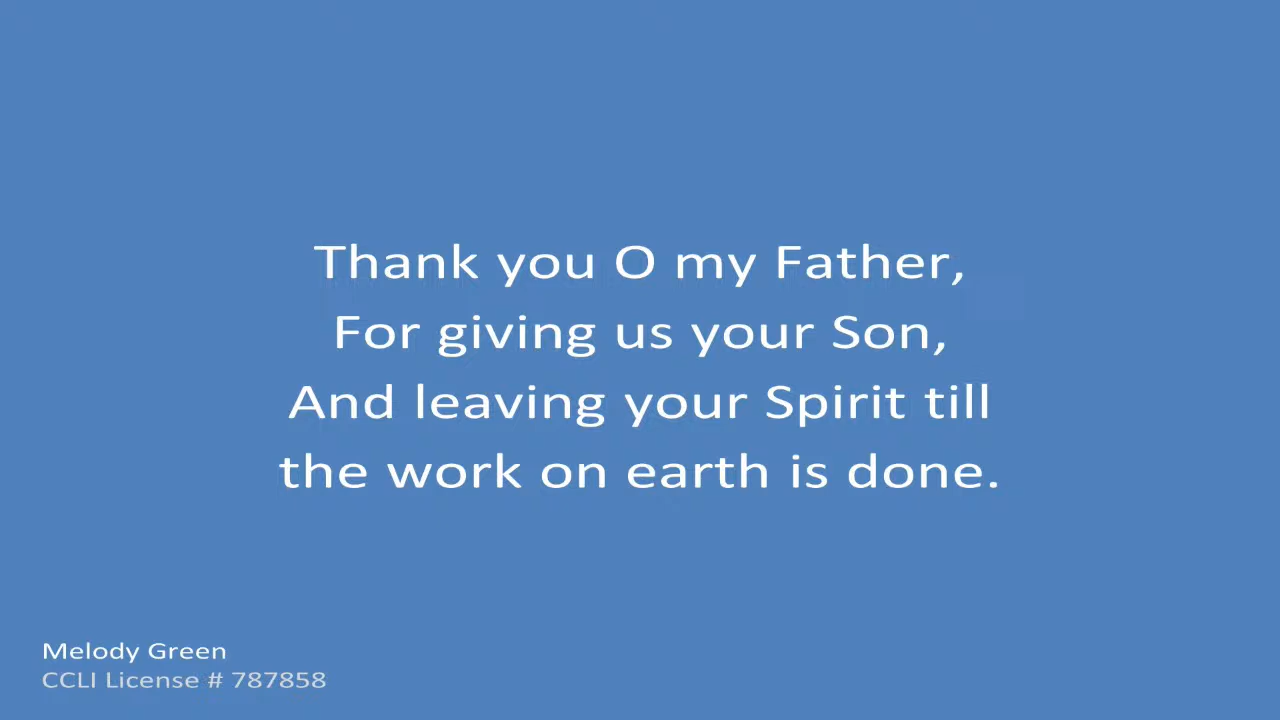 Thank you O my Father,
For giving us your Son,
And leaving your Spirit till
the work on earth is done.
Melody Green
CCLI License # 787858